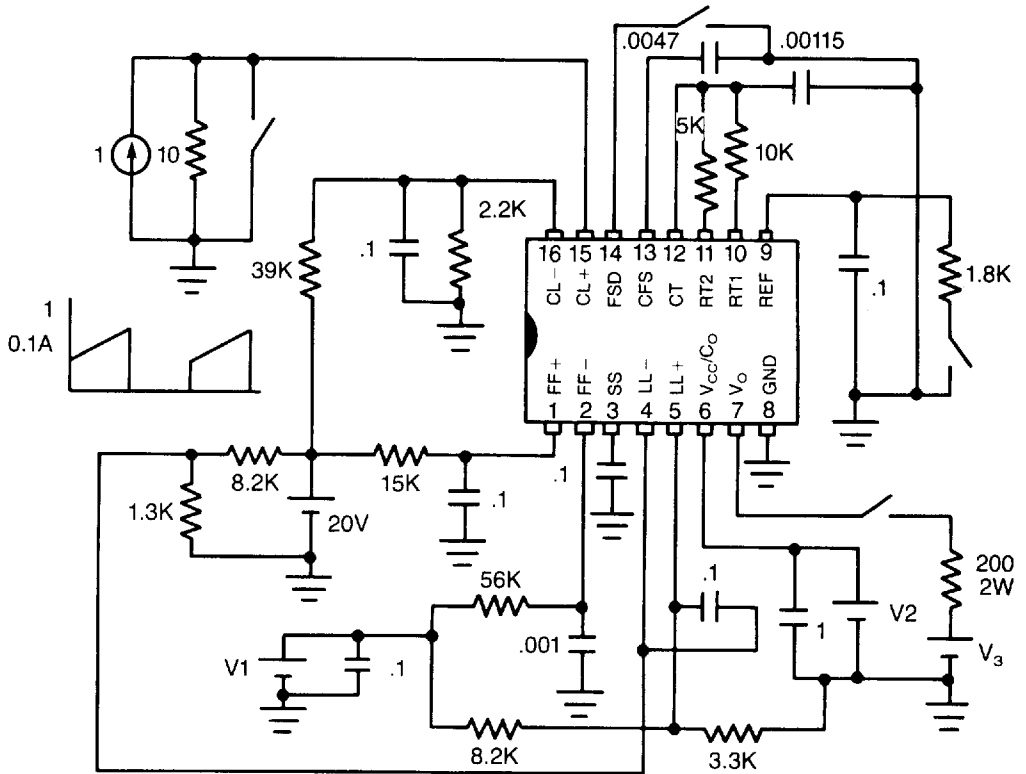 .0047
.00115
5K
10K
1
10
2.2K
39K
.1
1.8K
.1
16 15 14 13 12 11 10 9
CL− CL+ FSD CFS CT RT2 RT1 REF
1
0.1A
FF+ FF− SS LL− LL+ VCC/CO VO GND
1 2 3 4 5 6 7 8
8.2K
15K
.1
.1
1.3K
20V
56K
.1
200
2W
V1
.1
.001
1
V2
V3
8.2K
3.3K